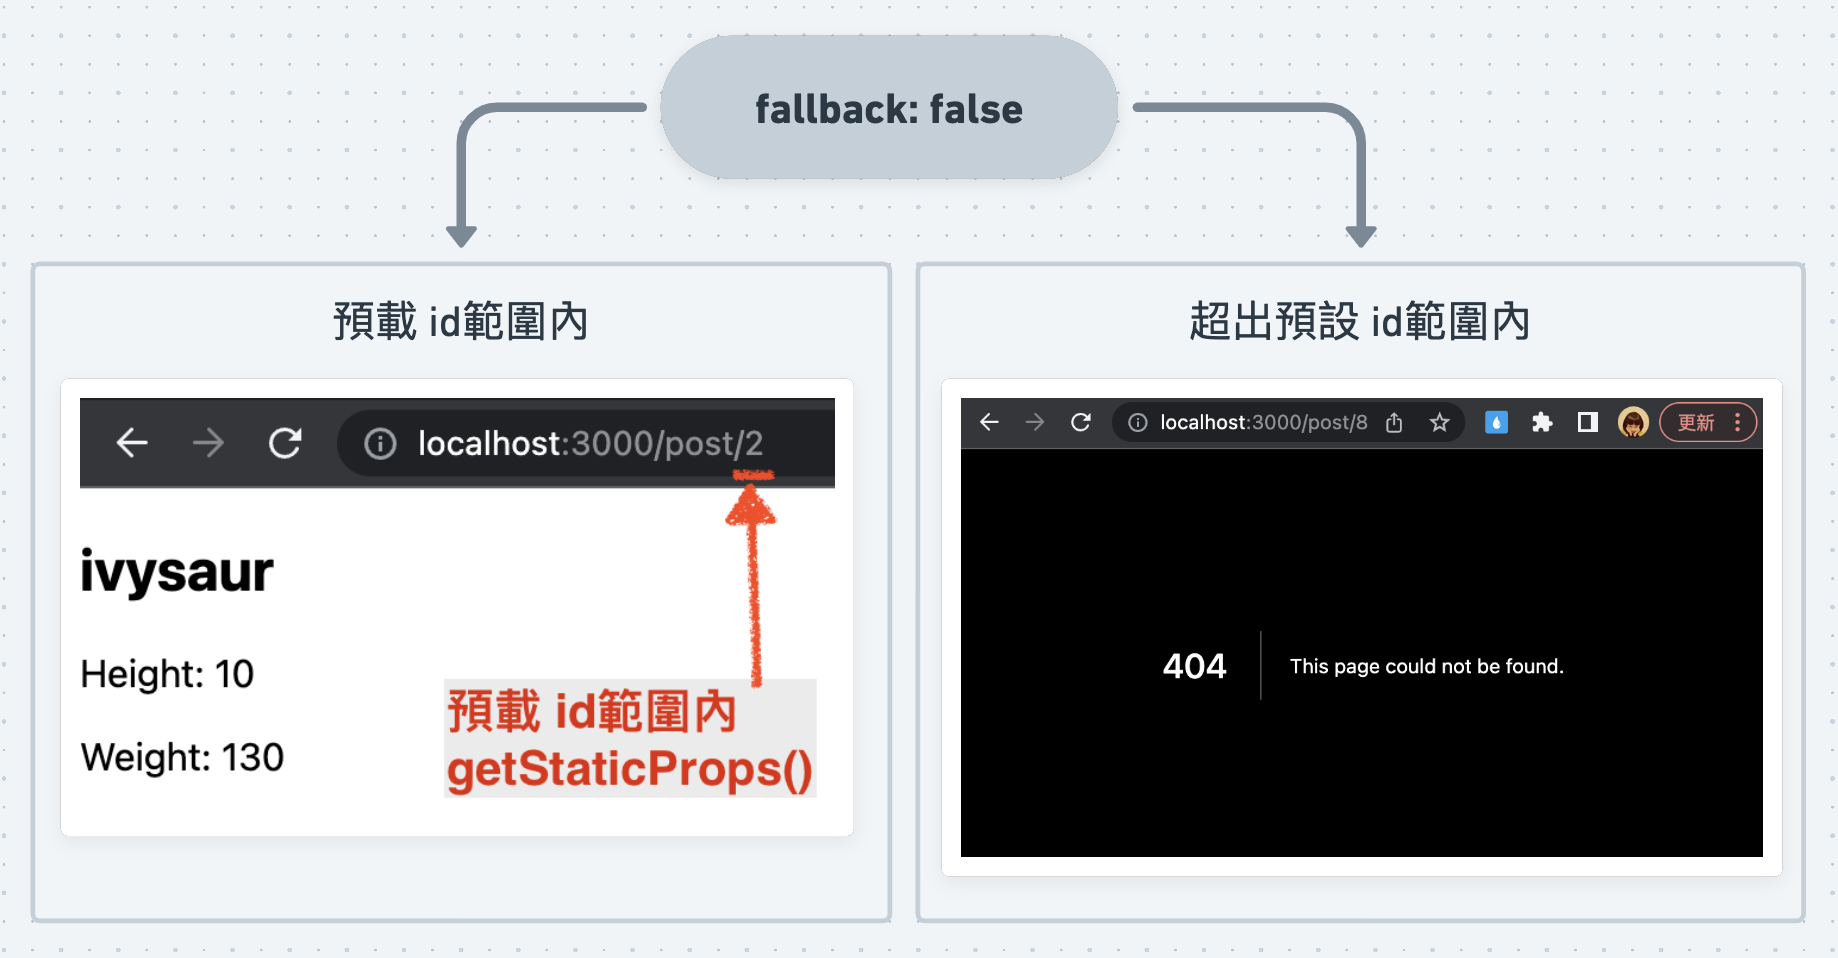 fallback: false
預載 id範圍內
localhost:3000/post/2
ivysaur
Height: 10
Weight: 130
預載 id範圍內
getStaticProps()
超出預設 id範圍內
localhost:3000/post/8
更新
404
This page could not be found.